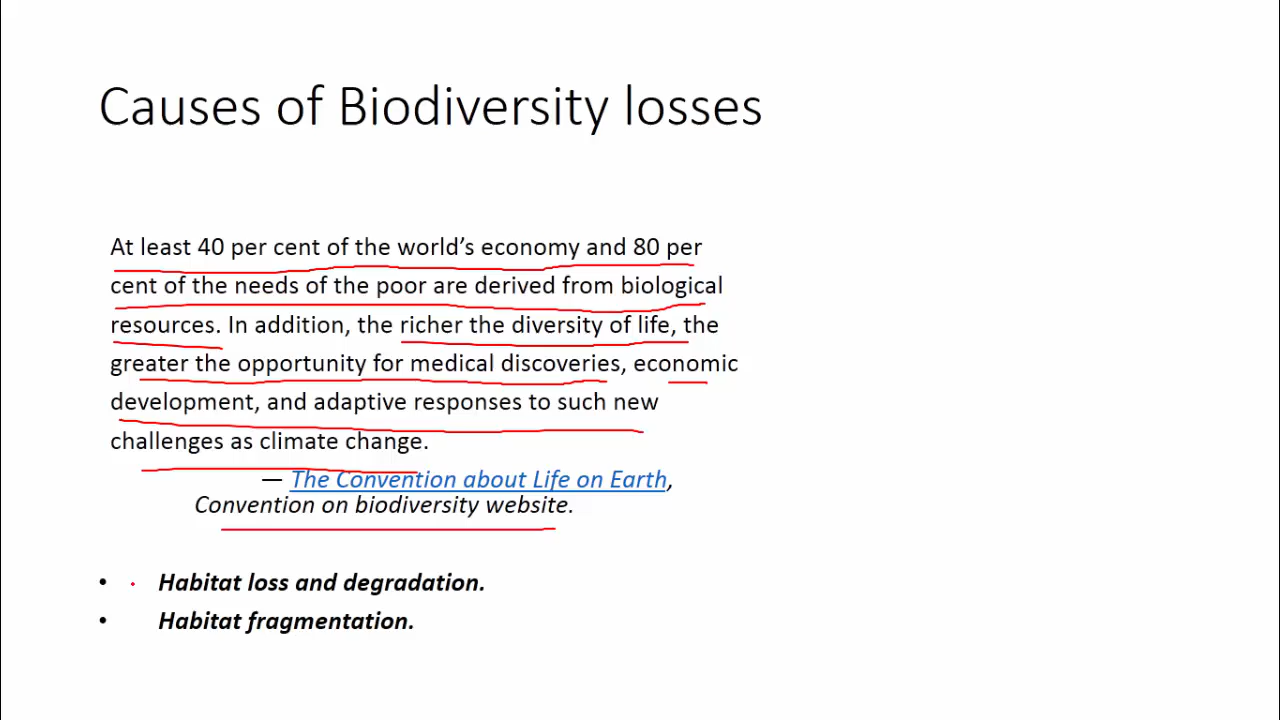 Causes of Biodiversity losses
At least 40 per cent of the world’s economy and 80 per
cent of the needs of the poor are derived from biological
resources. In addition, the richer the diversity of life, the
greater the opportunity for medical discoveries, economic
development, and adaptive responses to such new
challenges as climate change.
— The Convention about Life on Earth,
Convention on biodiversity website.
• Habitat loss and degradation.
• Habitat fragmentation.